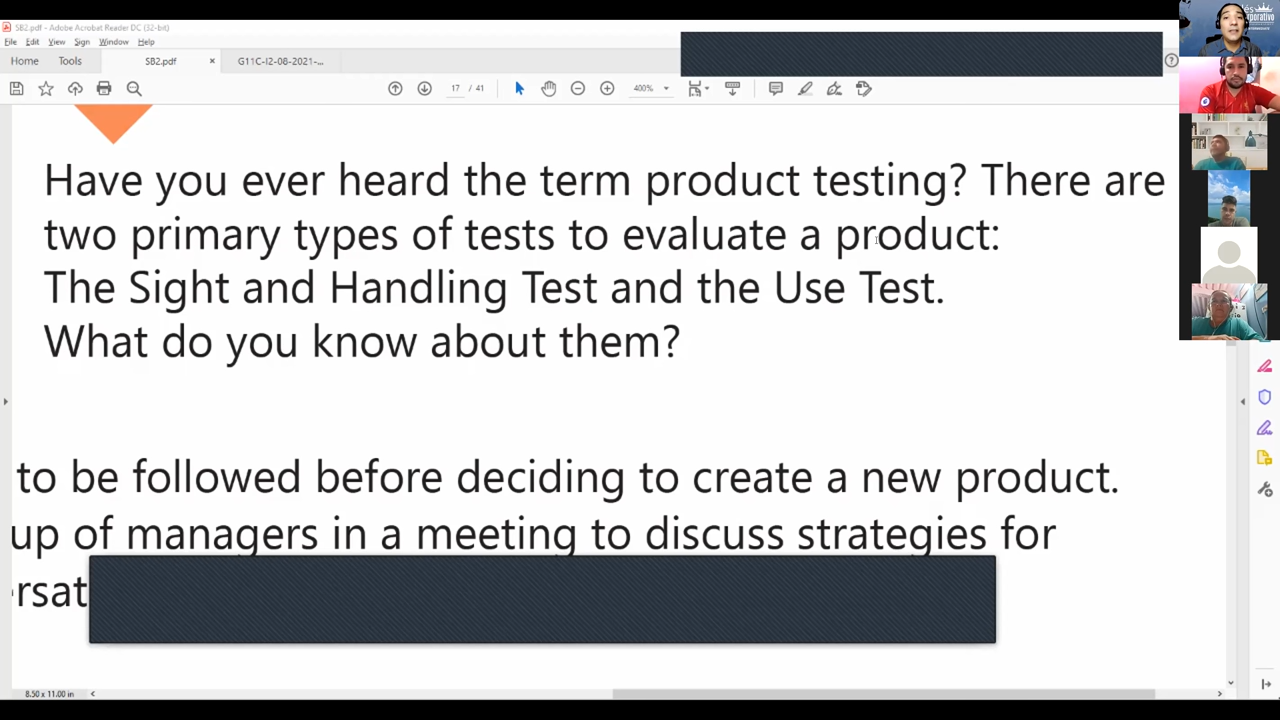 SB2.pdf - Adobe Acrobat Reader DC (32-bit)
File Edit View Sign Window Help
Home Tools SB2.pdf × G11C-I2-08-2021-...
17 / 41 400%
Have you ever heard the term product testing? There are
two primary types of tests to evaluate a product:
The Sight and Handling Test and the Use Test.
What do you know about them?
to be followed before deciding to create a new product.
up of managers in a meeting to discuss strategies for
ersat
8.50 x 11.00 in